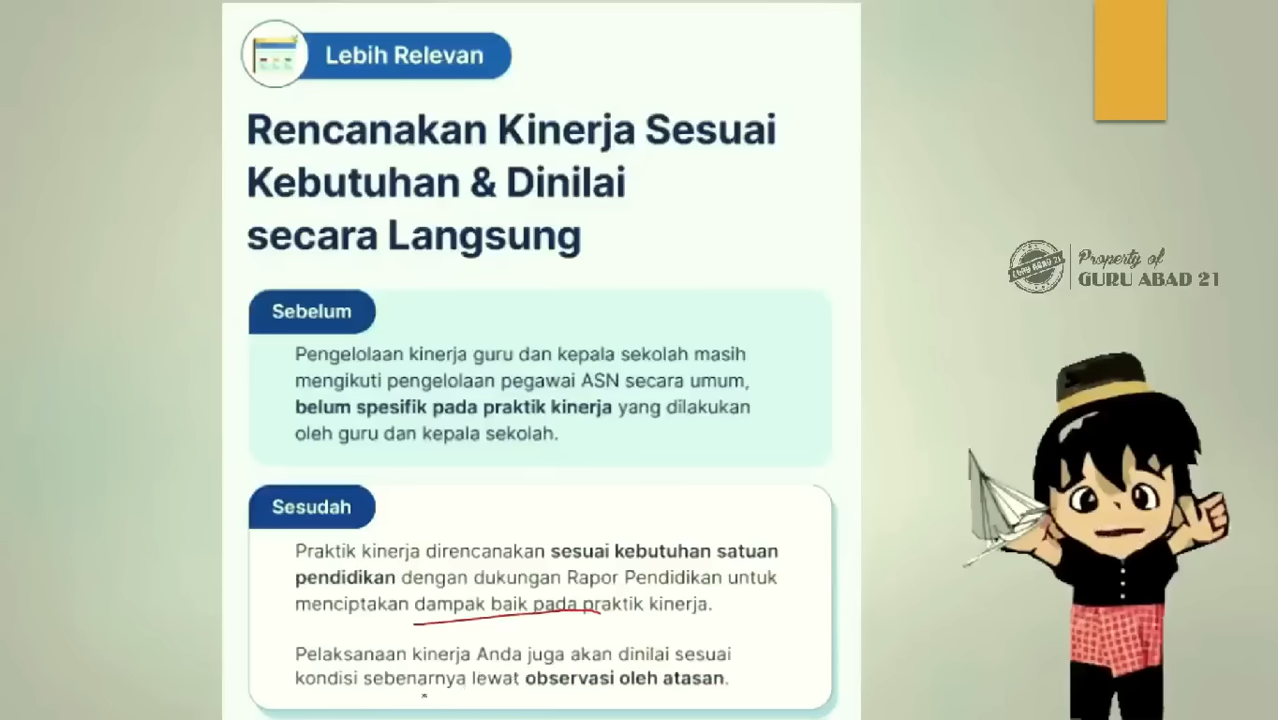 Lebih Relevan
Rencanakan Kinerja Sesuai
Kebutuhan & Dinilai
secara Langsung
Sebelum
Pengelolaan kinerja guru dan kepala sekolah masih
mengikuti pengelolaan pegawai ASN secara umum,
belum spesifik pada praktik kinerja yang dilakukan
oleh guru dan kepala sekolah.
Sesudah
Praktik kinerja direncanakan sesuai kebutuhan satuan
pendidikan dengan dukungan Rapor Pendidikan untuk
menciptakan dampak baik pada praktik kinerja.
Pelaksanaan kinerja Anda juga akan dinilai sesuai
kondisi sebenarnya lewat observasi oleh atasan.
GURU ABAD 21
Property of
GURU ABAD 21